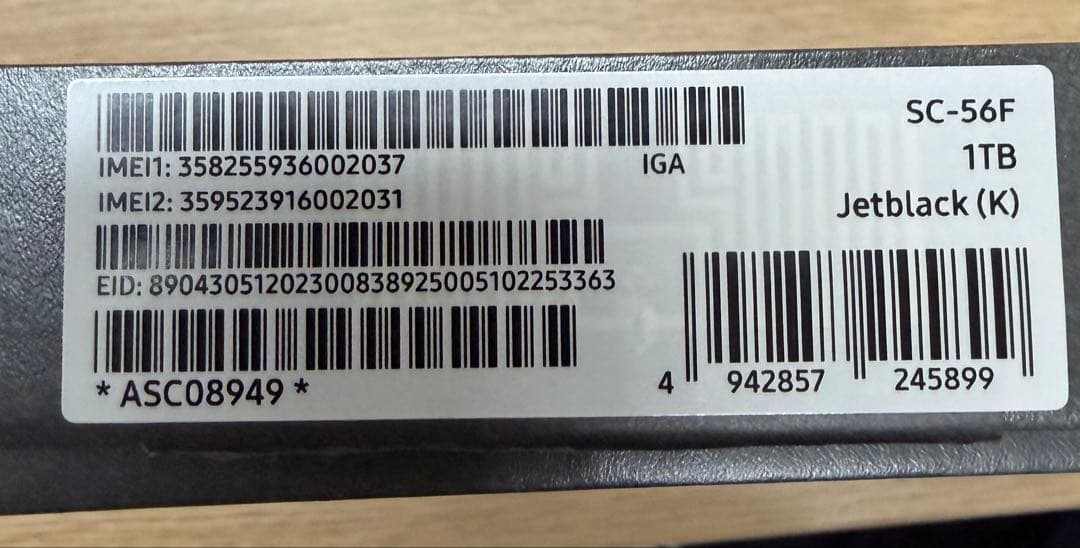 IMEI1: 358255936002037
IGA
IMEI2: 359523916002031
EID: 89043051202300838925005102253363
* ASC08949 *
SC-56F
1TB
Jetblack (K)
4 942857 245899